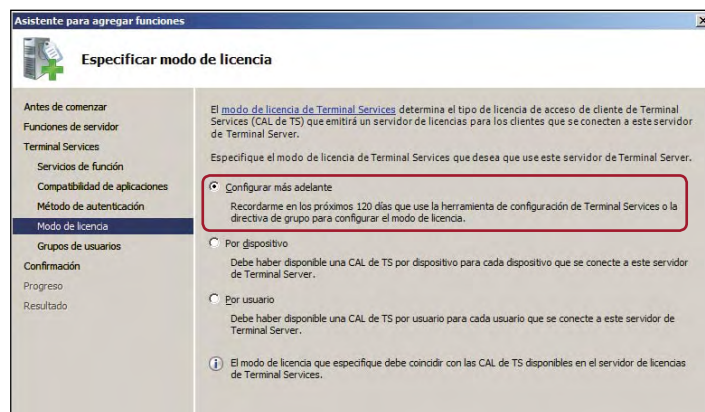 Asistente para agregar funciones
Especificar modo de licencia
Antes de comenzar
Funciones de servidor
Terminal Services
Servicios de función
Compatibilidad de aplicaciones
Método de autenticación
Modo de licencia
Grupos de usuarios
Confirmación
Progreso
Resultado
El modo de licencia de Terminal Services determina el tipo de licencia de acceso de cliente de Terminal
Services (CAL de TS) que emitirá un servidor de licencias para los clientes que se conecten a este servidor
de Terminal Server.
Especifique el modo de licencia de Terminal Services que desea que use este servidor de Terminal Server.
Configurar más adelante
Recordarme en los próximos 120 días que use la herramienta de configuración de Terminal Services o la
directiva de grupo para configurar el modo de licencia.
Por dispositivo
Debe haber disponible una CAL de TS por dispositivo para cada dispositivo que se conecte a este servidor
de Terminal Server.
Por usuario
Debe haber disponible una CAL de TS por usuario para cada usuario que se conecte a este servidor de
Terminal Server.
El modo de licencia que especifique debe coincidir con las CAL de TS disponibles en el servidor de licencias
de Terminal Services.